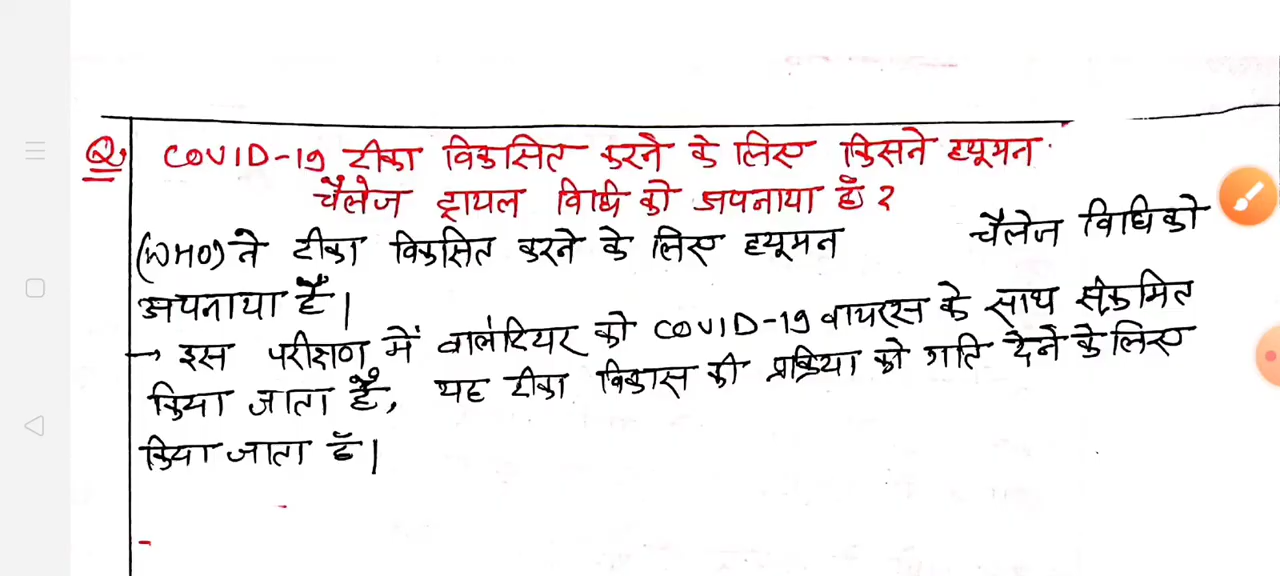 Q. COVID-19 टीका विकसित करने के लिए किसने ह्यूमन
चैलेज ट्रायल विधि को अपनाया है ?
(WHO) ने टीका विकसित करने के लिए ह्यूमन चैलेज विधि को
अपनाया है।
→ इस परीक्षण में वालंटियर को COVID-19 वायरस के साथ संक्रमित
किया जाता है, यह टीका विकास की प्रक्रिया को गति देने के लिए
किया जाता है।